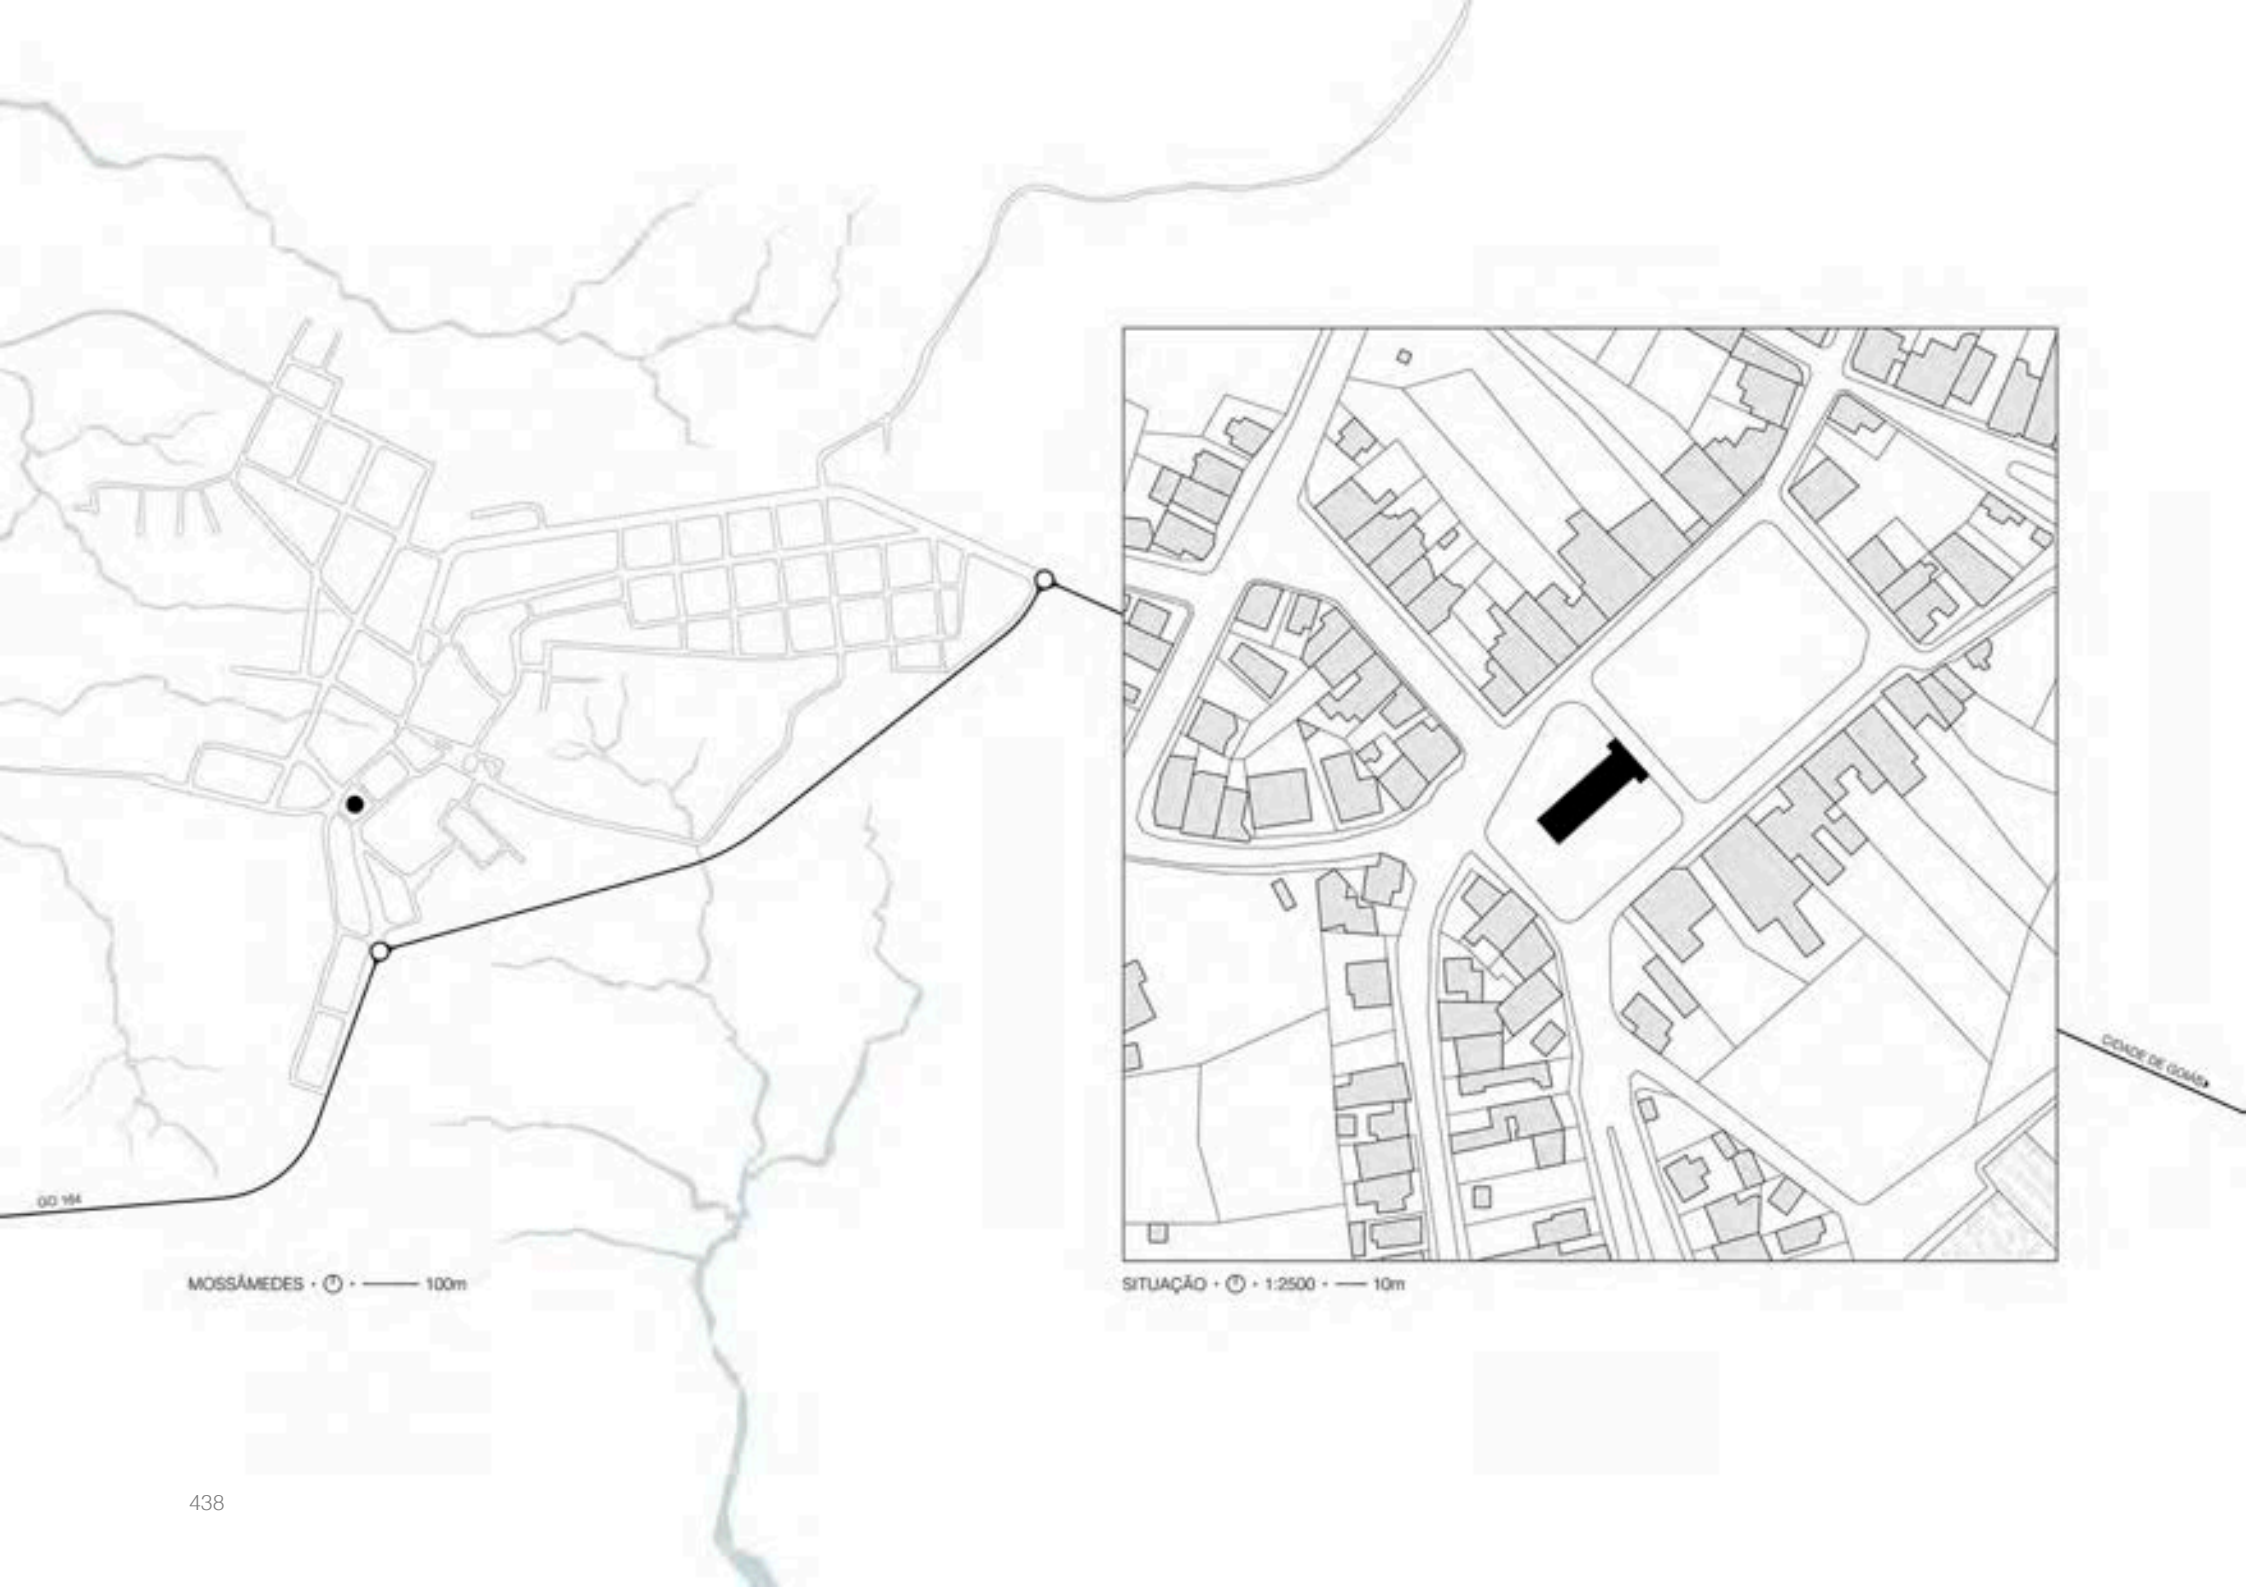 CIDADE DE GOIÁS
GO 164
MOSSÂMEDES · · 100m
SITUAÇÃO · · 1:2500 · 10m
438